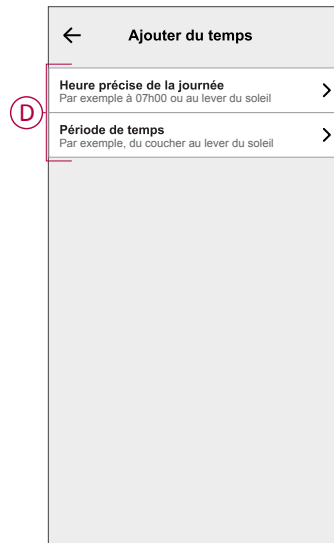 Ajouter du temps
Heure précise de la journée
Par exemple à 07h00 ou au lever du soleil
D
Période de temps
Par exemple, du coucher au lever du soleil